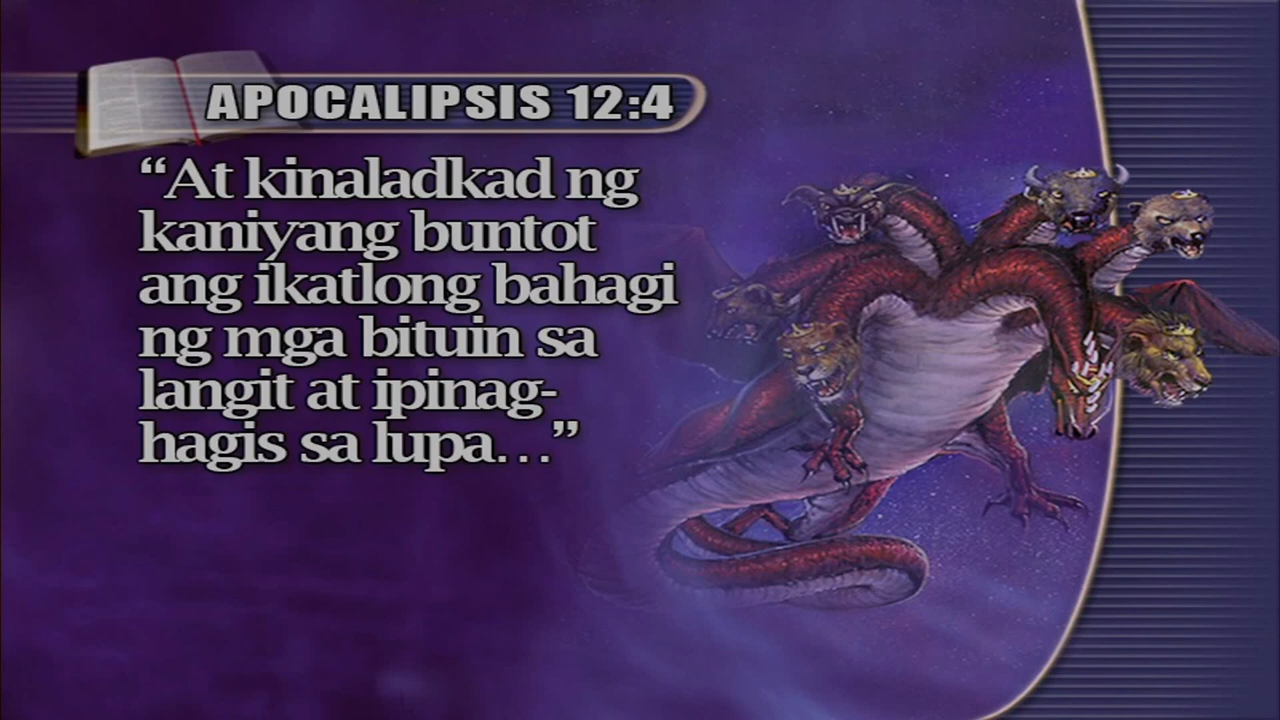 APOCALIPSIS 12:4
“At kinaladkad ng
kaniyang buntot
ang ikatlong bahagi
ng mga bituin sa
langit at ipinag-
hagis sa lupa...”